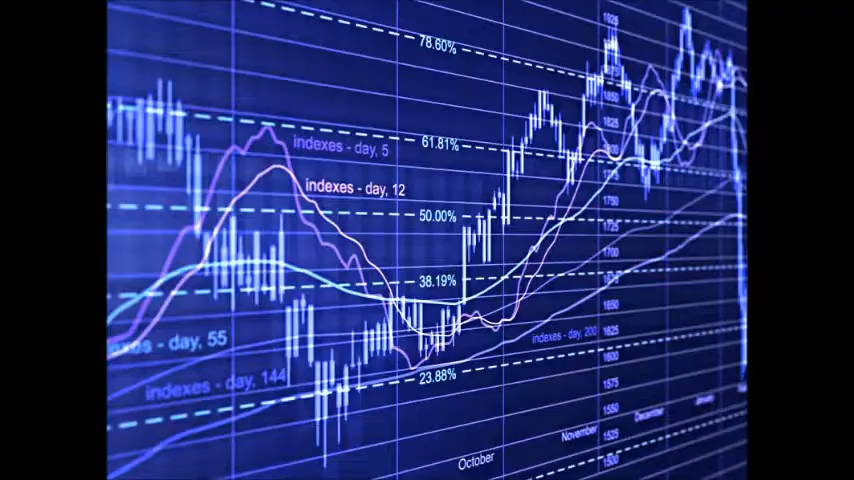 1925
78.60%
1850
1825
61.81%
indexes - day, 5
1800
indexes - day, 12
50.00%
1750
1725
1700
38.19%
1650
1625
indexes - day, 200
day, 55
1600
indexes - day, 144
23.88%
1575
1550
1525
1500
October
November
December
January